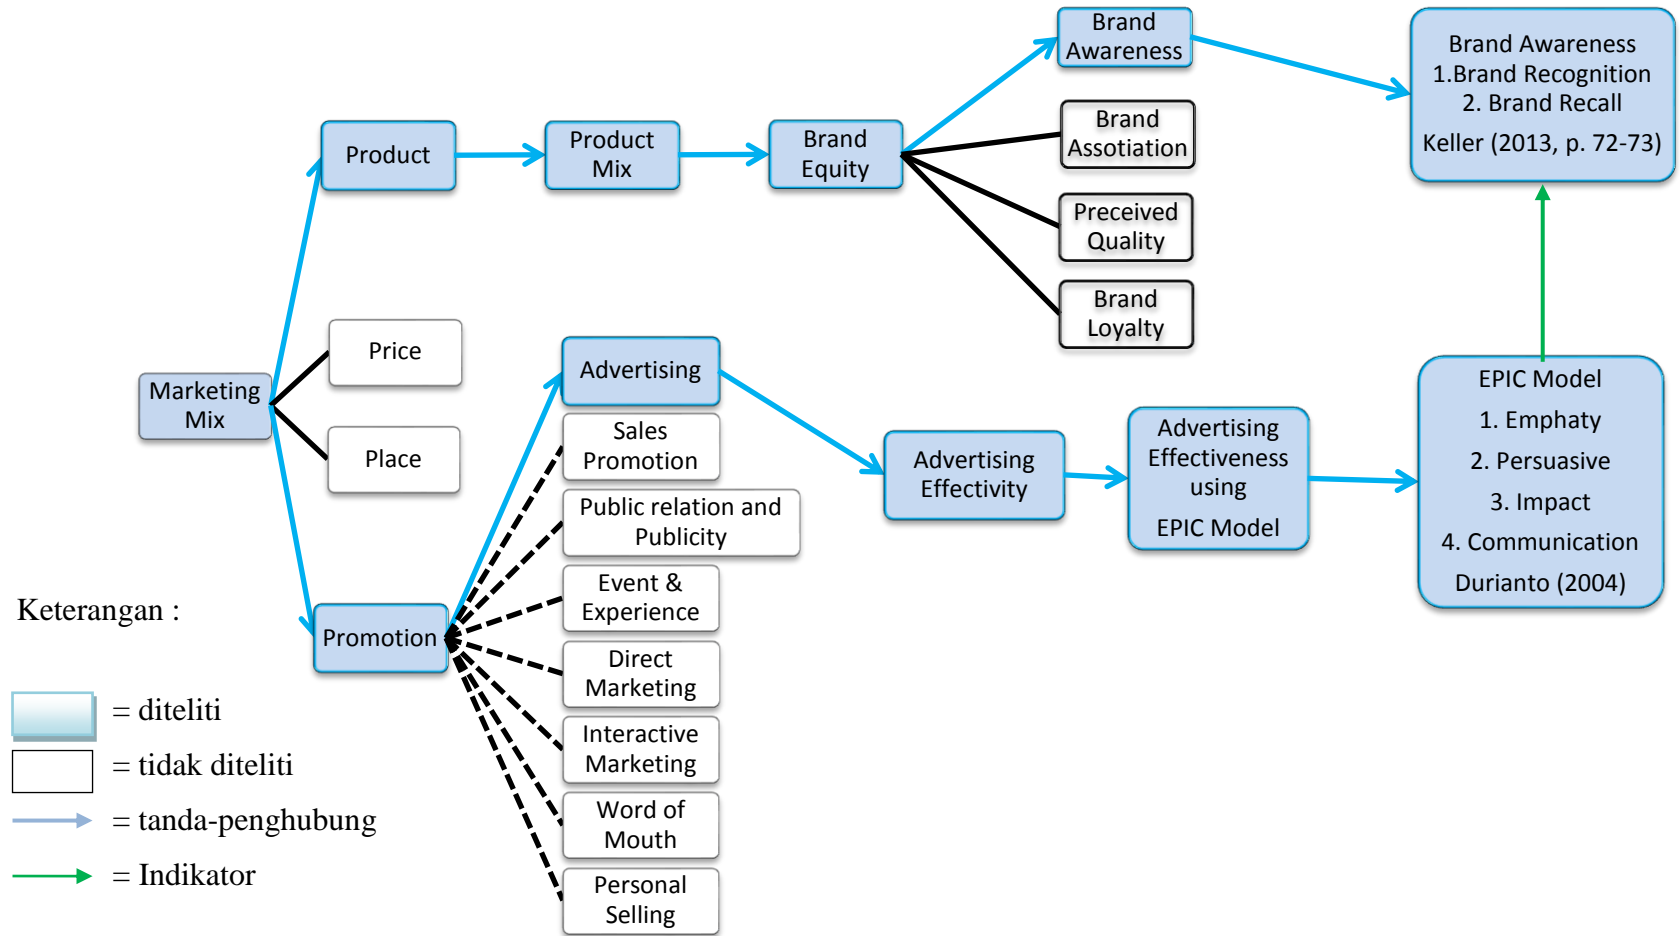 Brand
Awareness
Brand Awareness
1.Brand Recognition
2. Brand Recall
Keller (2013, p. 72-73)
Product
Product
Mix
Brand
Equity
Brand
Assotiation
Preceived
Quality
Brand
Loyalty
Price
Marketing
Mix
Place
Advertising
Sales
Promotion
Public relation and
Publicity
Event &
Experience
Direct
Marketing
Interactive
Marketing
Word of
Mouth
Personal
Selling
Promotion
Advertising
Effectivity
Advertising
Effectiveness
using
EPIC Model
EPIC Model
1. Emphaty
2. Persuasive
3. Impact
4. Communication
Durianto (2004)
Keterangan :
= diteliti
= tidak diteliti
= tanda-penghubung
= Indikator